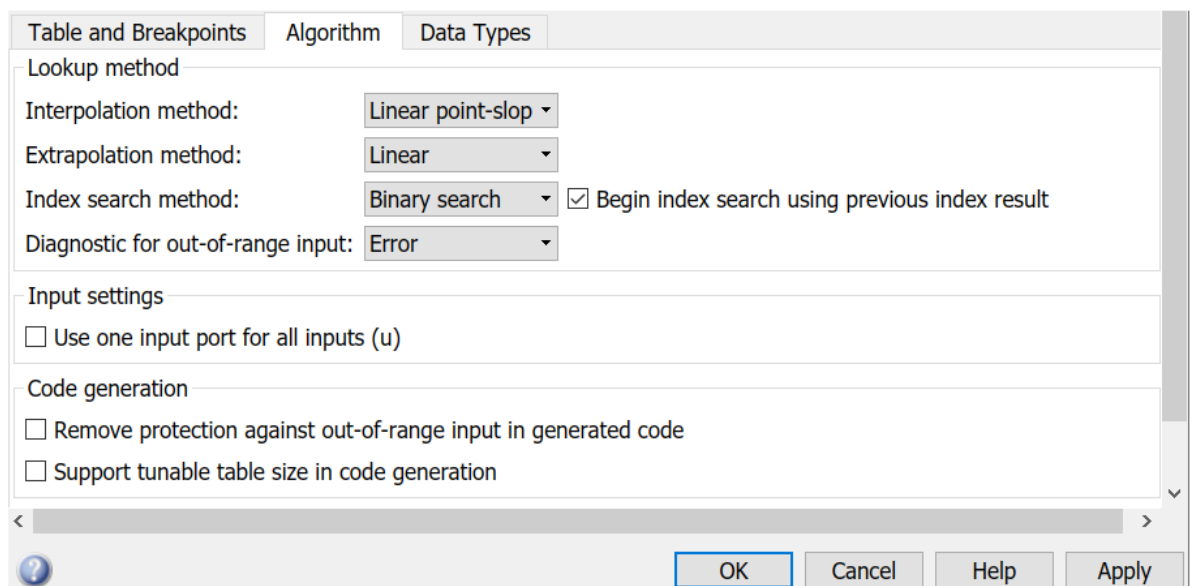 Table and Breakpoints Algorithm Data Types
Lookup method
Interpolation method: Linear point-slop
Extrapolation method: Linear
Index search method: Binary search Begin index search using previous index result
Diagnostic for out-of-range input: Error
Input settings
Use one input port for all inputs (u)
Code generation
Remove protection against out-of-range input in generated code
Support tunable table size in code generation
OK Cancel Help Apply